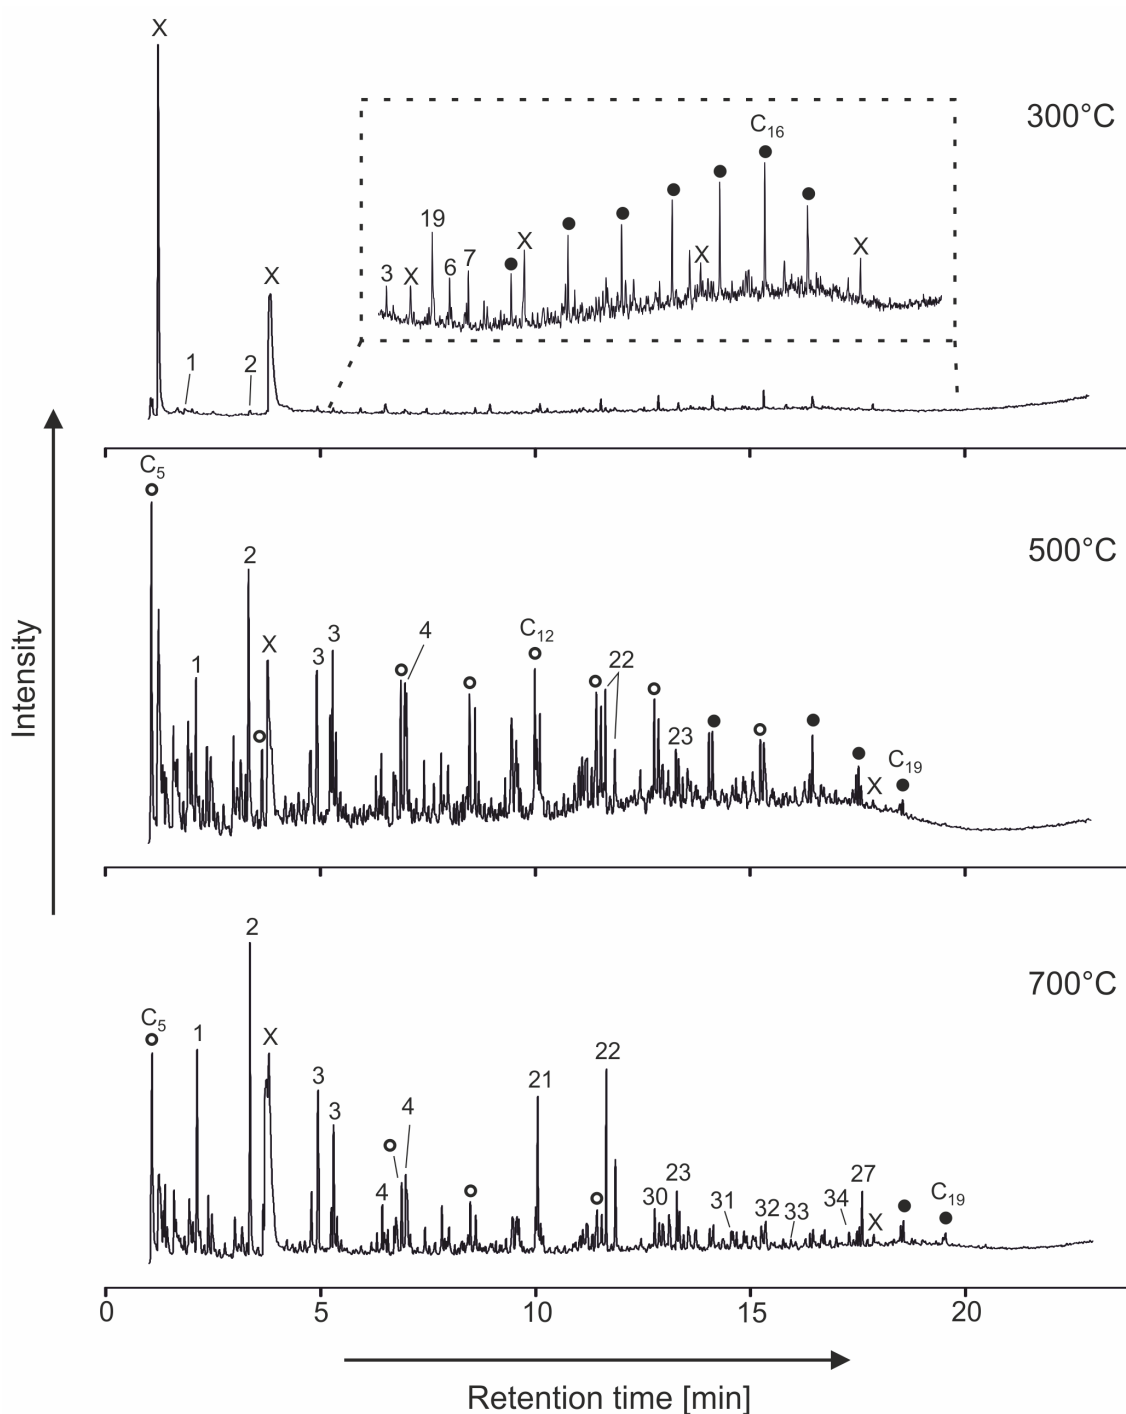 X
300°C
C16
19
3 X 6 7 X X X
X
1 2
C5
500°C
2
X 3 3 4 C12 22
1
23 C19
X
2
700°C
C5 1 X
3 3 4 21 22
4 30 23 31 32 33 34 27 X C19
0 5 10 15 20
Retention time [min]
Intensity